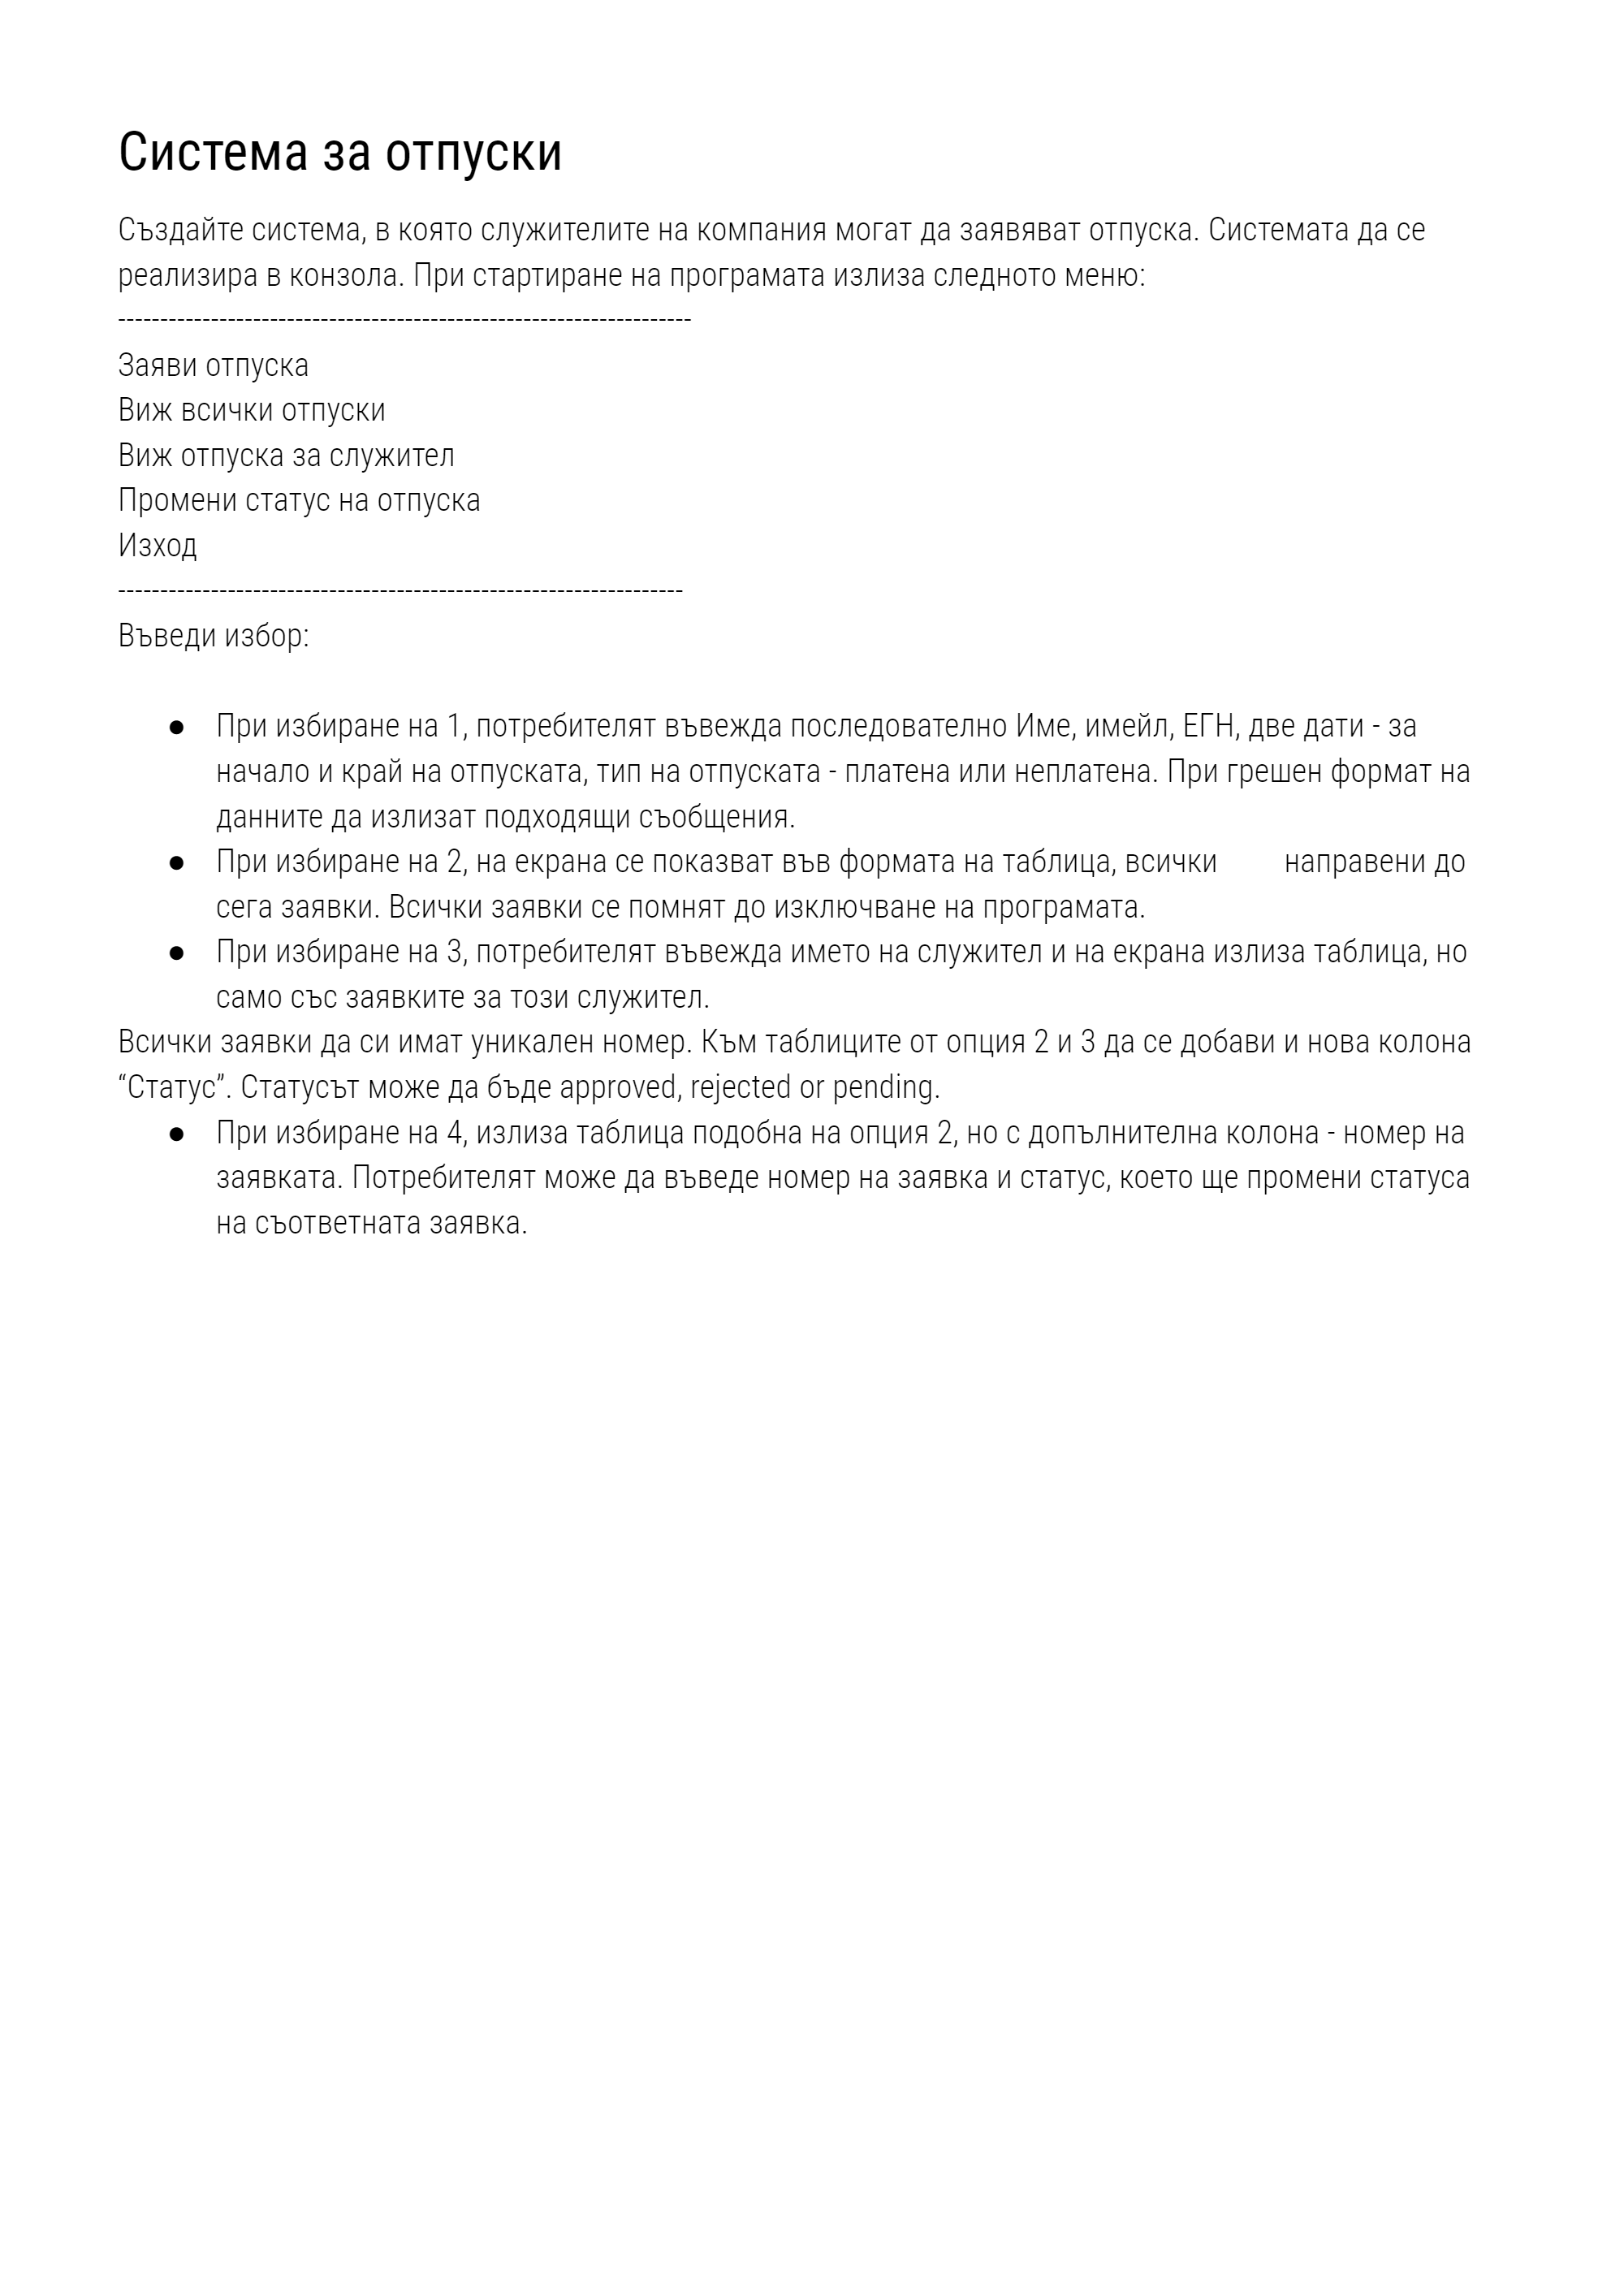 Система за отпуски
Създайте система, в която служителите на компания могат да заявяват отпуска. Системата да се
реализира в конзола. При стартиране на програмата излиза следното меню:
--------------------------------------------------------------------
Заяви отпуска
Виж всички отпуски
Виж отпуска за служител
Промени статус на отпуска
Изход
-------------------------------------------------------------------
Въведи избор:
● При избиране на 1, потребителят въвежда последователно Име, имейл, ЕГН, две дати - за
начало и край на отпуската, тип на отпуската - платена или неплатена. При грешен формат на
данните да излизат подходящи съобщения.
● При избиране на 2, на екрана се показват във формата на таблица, всички направени до
сега заявки. Всички заявки се помнят до изключване на програмата.
● При избиране на 3, потребителят въвежда името на служител и на екрана излиза таблица, но
само със заявките за този служител.
Всички заявки да си имат уникален номер. Към таблиците от опция 2 и 3 да се добави и нова колона
“Статус”. Статусът може да бъде approved, rejected or pending.
● При избиране на 4, излиза таблица подобна на опция 2, но с допълнителна колона - номер на
заявката. Потребителят може да въведе номер на заявка и статус, което ще промени статуса
на съответната заявка.